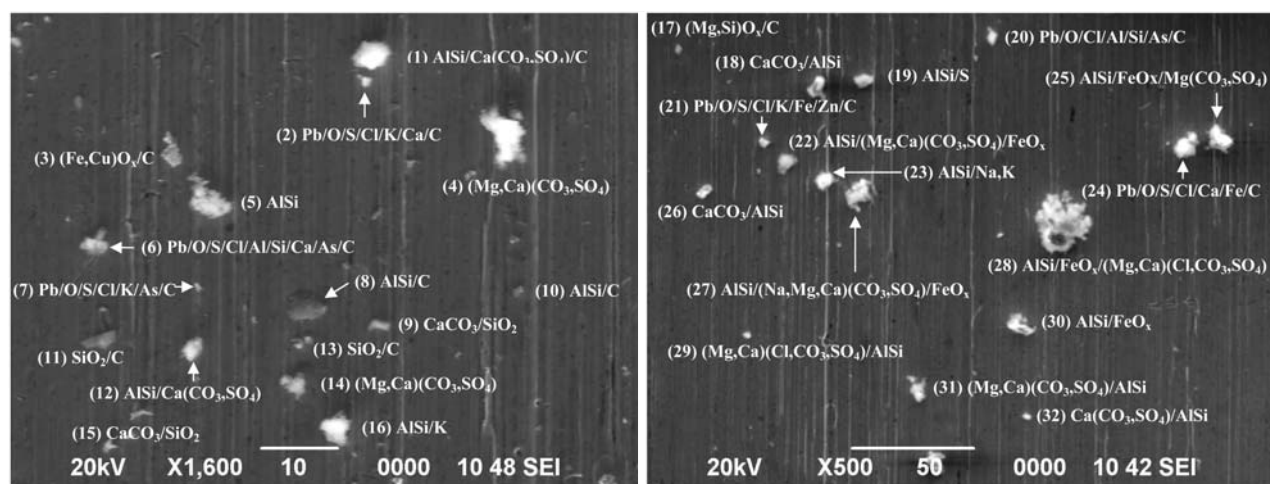 (1) AlSi/Ca(CO₃,SO₄)/C
(2) Pb/O/S/Cl/K/Ca/C
(3) (Fe,Cu)Oₓ/C
(4) (Mg,Ca)(CO₃,SO₄)
(5) AlSi
(6) Pb/O/S/Cl/Al/Si/Ca/As/C
(7) Pb/O/S/Cl/K/As/C
(8) AlSi/C
(10) AlSi/C
(9) CaCO₃/SiO₂
(11) SiO₂/C
(13) SiO₂/C
(12) AlSi/Ca(CO₃,SO₄)
(14) (Mg,Ca)(CO₃,SO₄)
(15) CaCO₃/SiO₂
(16) AlSi/K
20kV X1,600 10 0000 10 48 SEI
(17) (Mg,Si)Oₓ/C
(20) Pb/O/Cl/Al/Si/As/C
(18) CaCO₃/AlSi
(19) AlSi/S
(25) AlSi/FeOx/Mg(CO₃,SO₄)
(21) Pb/O/S/Cl/K/Fe/Zn/C
(22) AlSi/(Mg,Ca)(CO₃,SO₄)/FeOₓ
(23) AlSi/Na,K
(24) Pb/O/S/Cl/Ca/Fe/C
(26) CaCO₃/AlSi
(28) AlSi/FeOₓ/(Mg,Ca)(Cl,CO₃,SO₄)
(27) AlSi/(Na,Mg,Ca)(CO₃,SO₄)/FeOₓ
(30) AlSi/FeOₓ
(29) (Mg,Ca)(Cl,CO₃,SO₄)/AlSi
(31) (Mg,Ca)(CO₃,SO₄)/AlSi
(32) Ca(CO₃,SO₄)/AlSi
20kV X500 50 0000 10 42 SEI